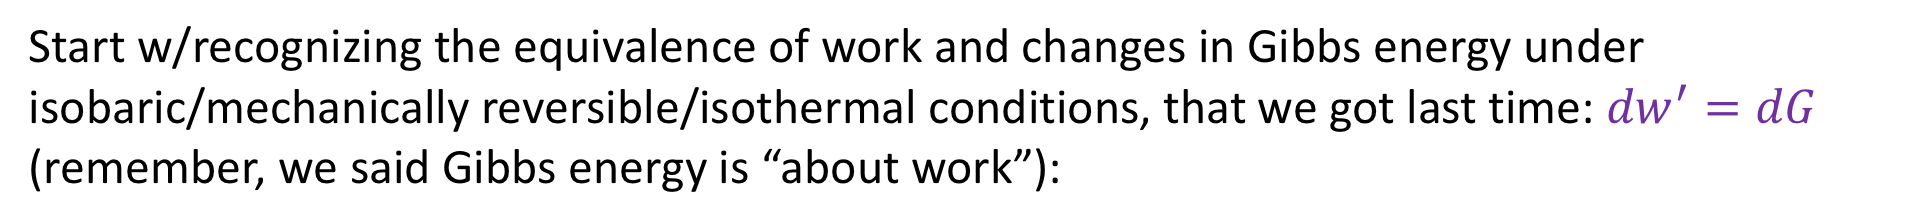 Start w/recognizing the equivalence of work and changes in Gibbs energy under
isobaric/mechanically reversible/isothermal conditions, that we got last time: dw′ = dG
(remember, we said Gibbs energy is “about work”):